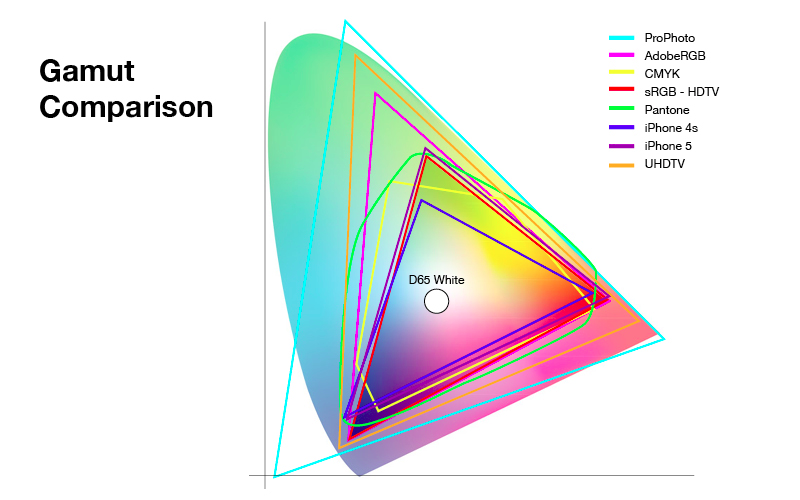 Gamut
Comparison
ProPhoto
AdobeRGB
CMYK
sRGB - HDTV
Pantone
iPhone 4s
iPhone 5
UHDTV
D65 White